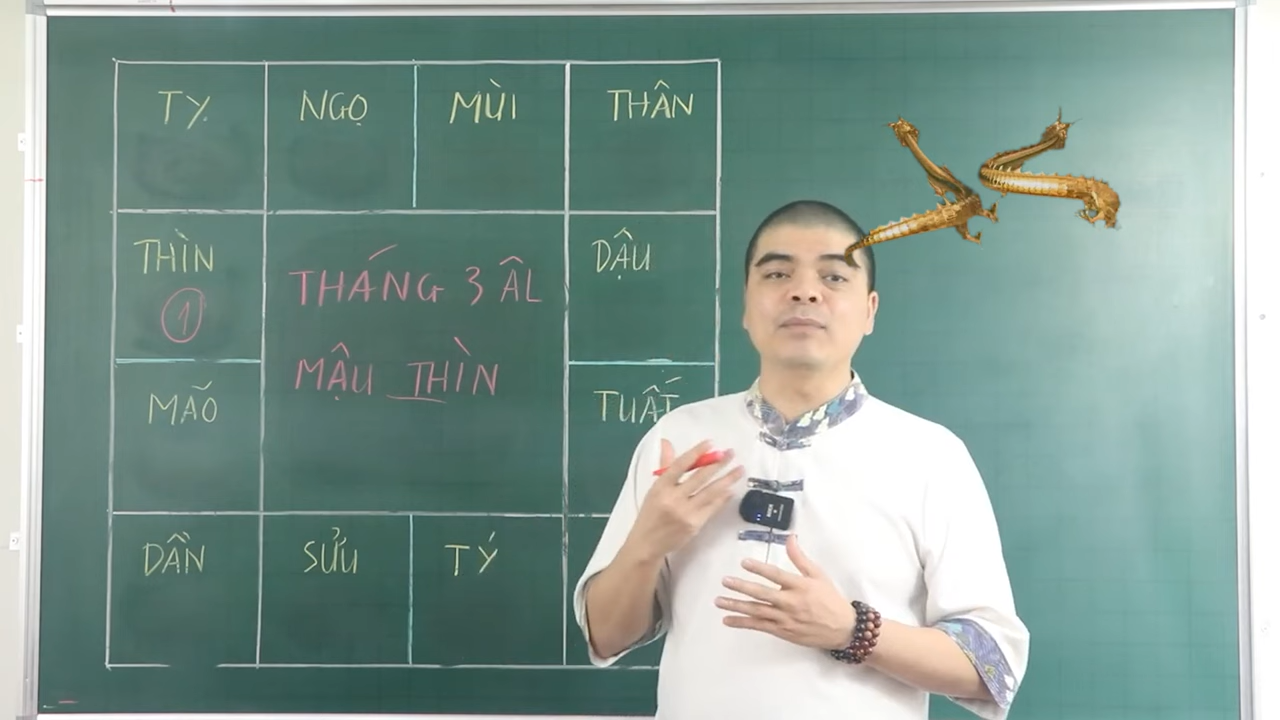 TỴ
NGỌ
MÙI
THÂN
THÌN
1
THÁNG 3 ÂL
MẬU THÌN
DẬU
MÃO
TUẤT
DẦN
SỬU
TÝ